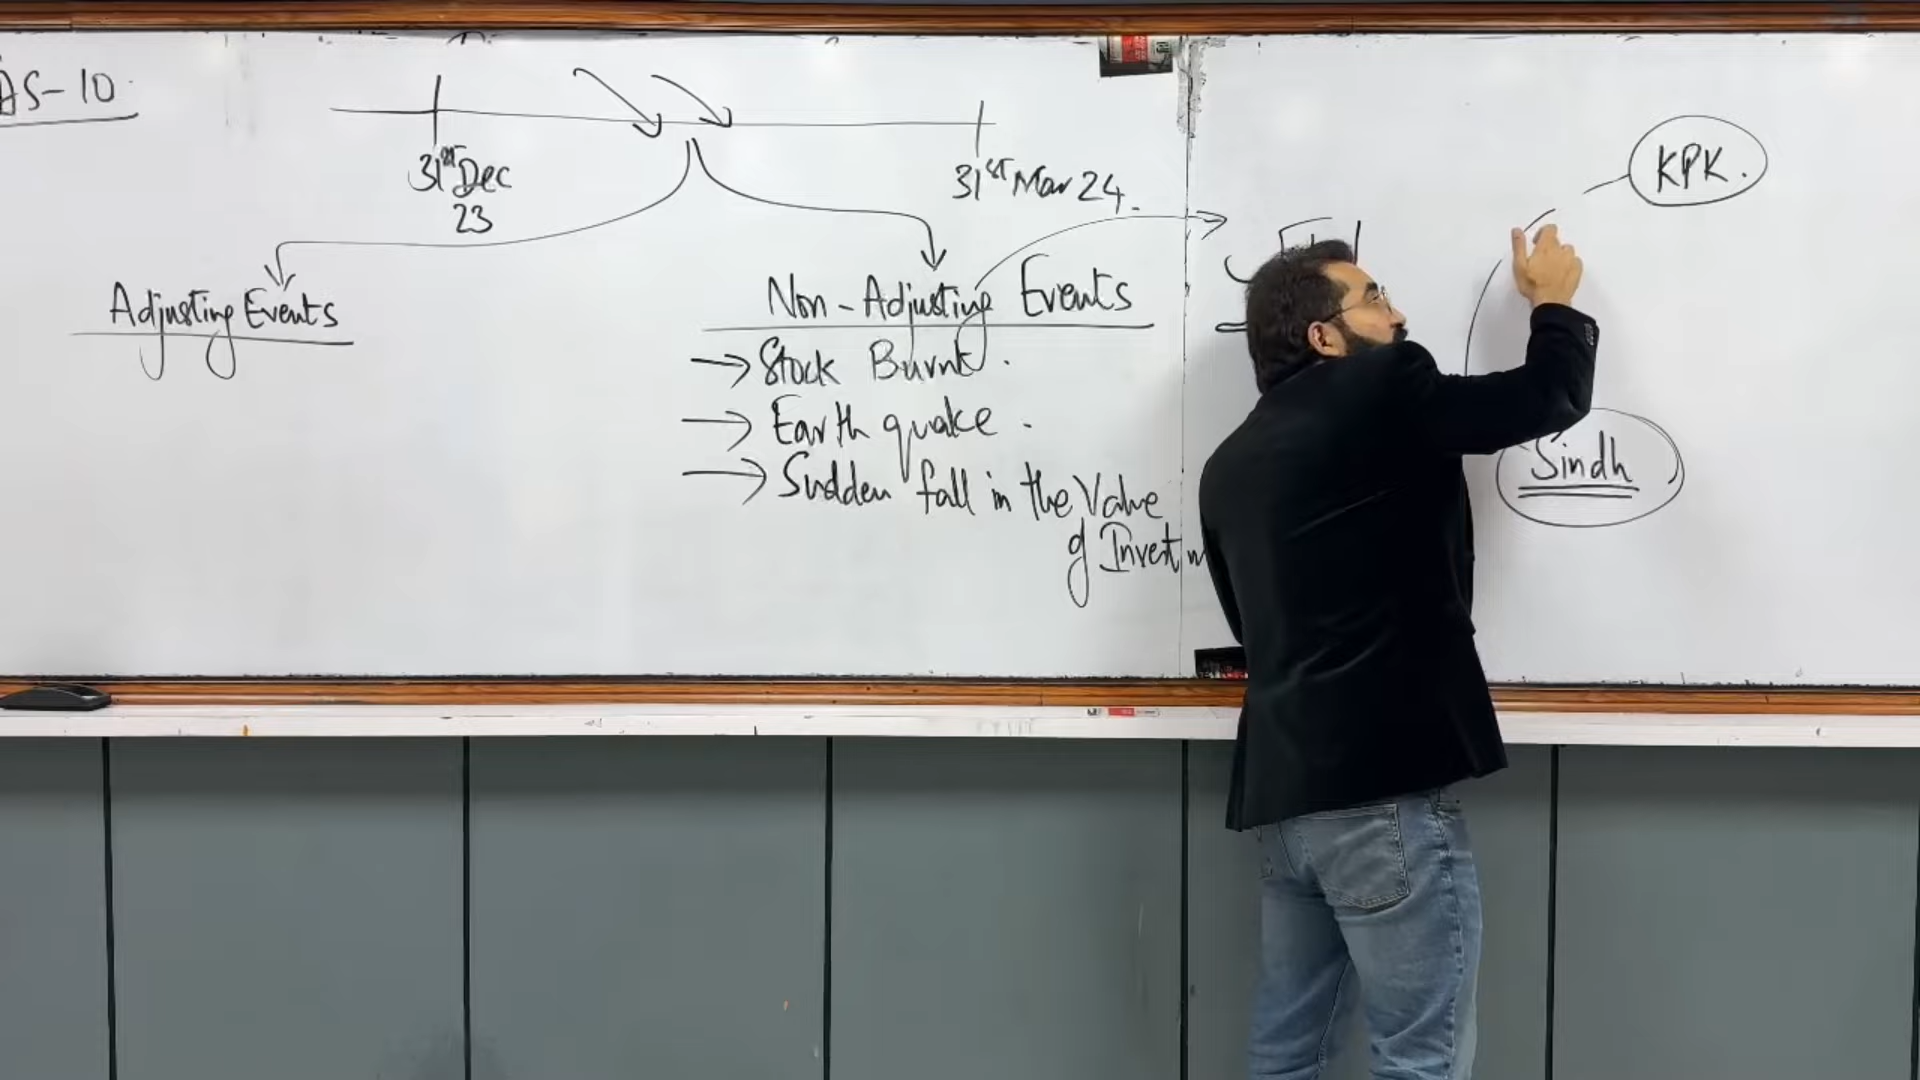 AS-10
31st Dec
23
31st Mar 24.
KPK.
Adjusting Events
Non-Adjusting Events
→ Stock Burnt.
→ Earth quake.
→ Sudden fall in the Value
of Invest
Sindh